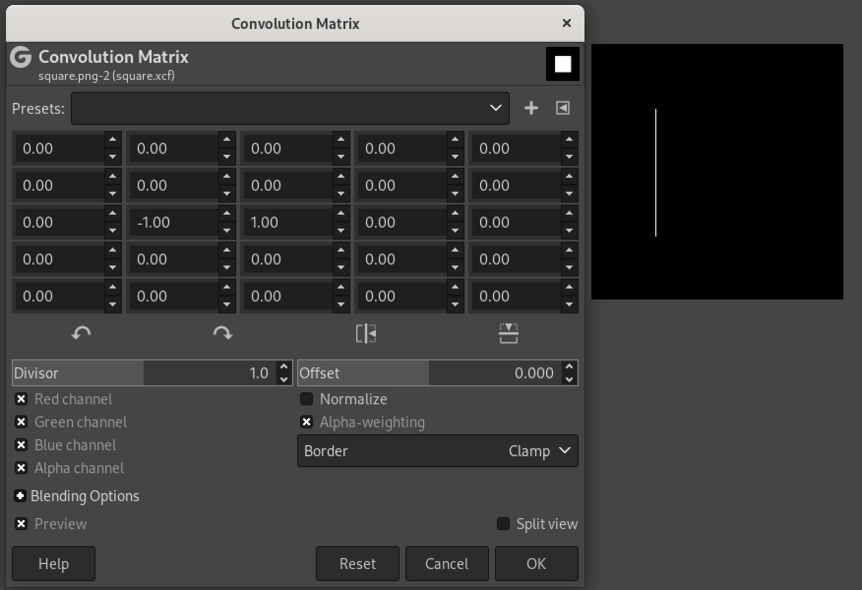 Convolution Matrix
Convolution Matrix
square.png-2 (square.xcf)
Presets:
0.00 0.00 0.00 0.00 0.00
0.00 0.00 0.00 0.00 0.00
0.00 -1.00 1.00 0.00 0.00
0.00 0.00 0.00 0.00 0.00
0.00 0.00 0.00 0.00 0.00
Divisor 1.0 Offset 0.000
Red channel Normalize
Green channel Alpha-weighting
Blue channel Border Clamp
Alpha channel
Blending Options
Preview Split view
Help Reset Cancel OK